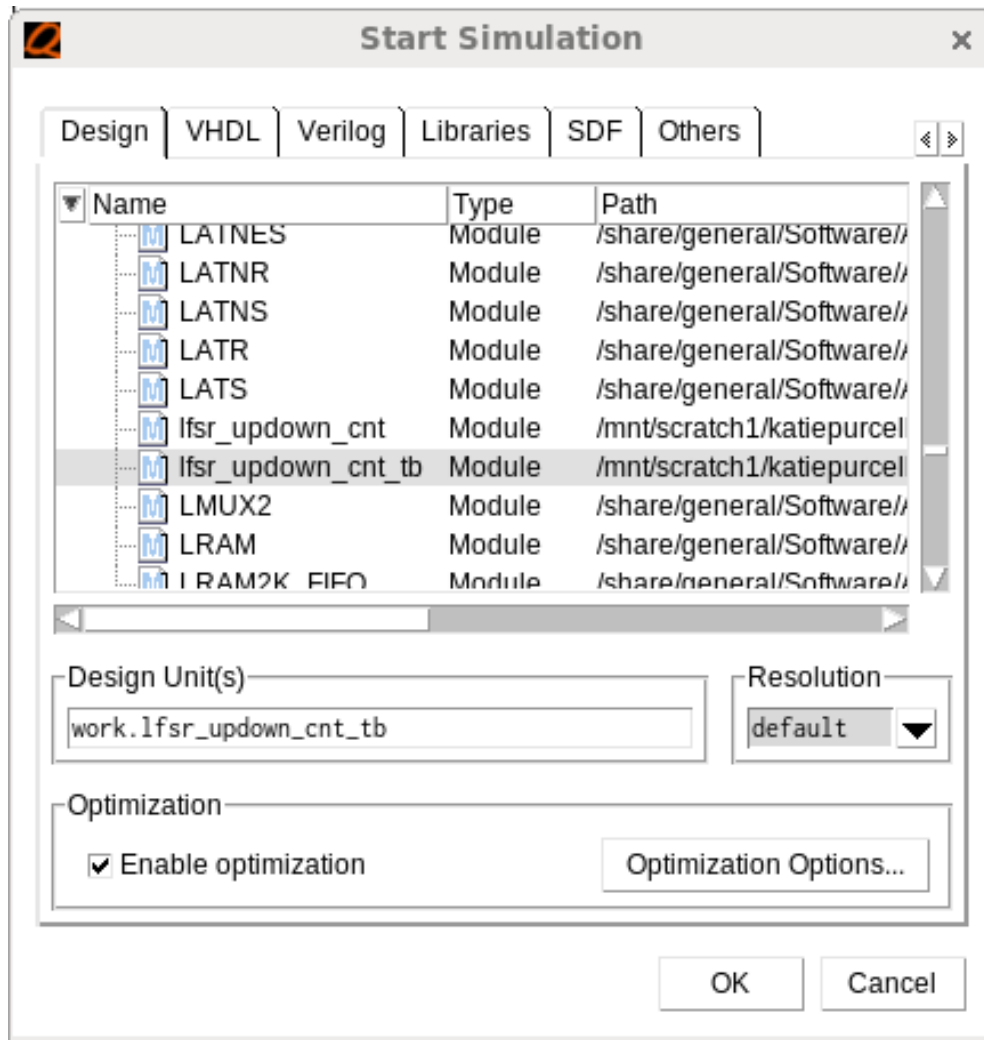 Start Simulation
Design VHDL Verilog Libraries SDF Others
Name Type Path
LATNES Module /share/general/Software//
LATNR Module /share/general/Software//
LATNS Module /share/general/Software//
LATR Module /share/general/Software//
LATS Module /share/general/Software//
lfsr_updown_cnt Module /mnt/scratch1/katiepurcell
lfsr_updown_cnt_tb Module /mnt/scratch1/katiepurcell
LMUX2 Module /share/general/Software//
LRAM Module /share/general/Software//
LRAM2K_FIFO Module /share/general/Software//
Design Unit(s) Resolution
work.lfsr_updown_cnt_tb default
Optimization
Enable optimization Optimization Options...
OK Cancel